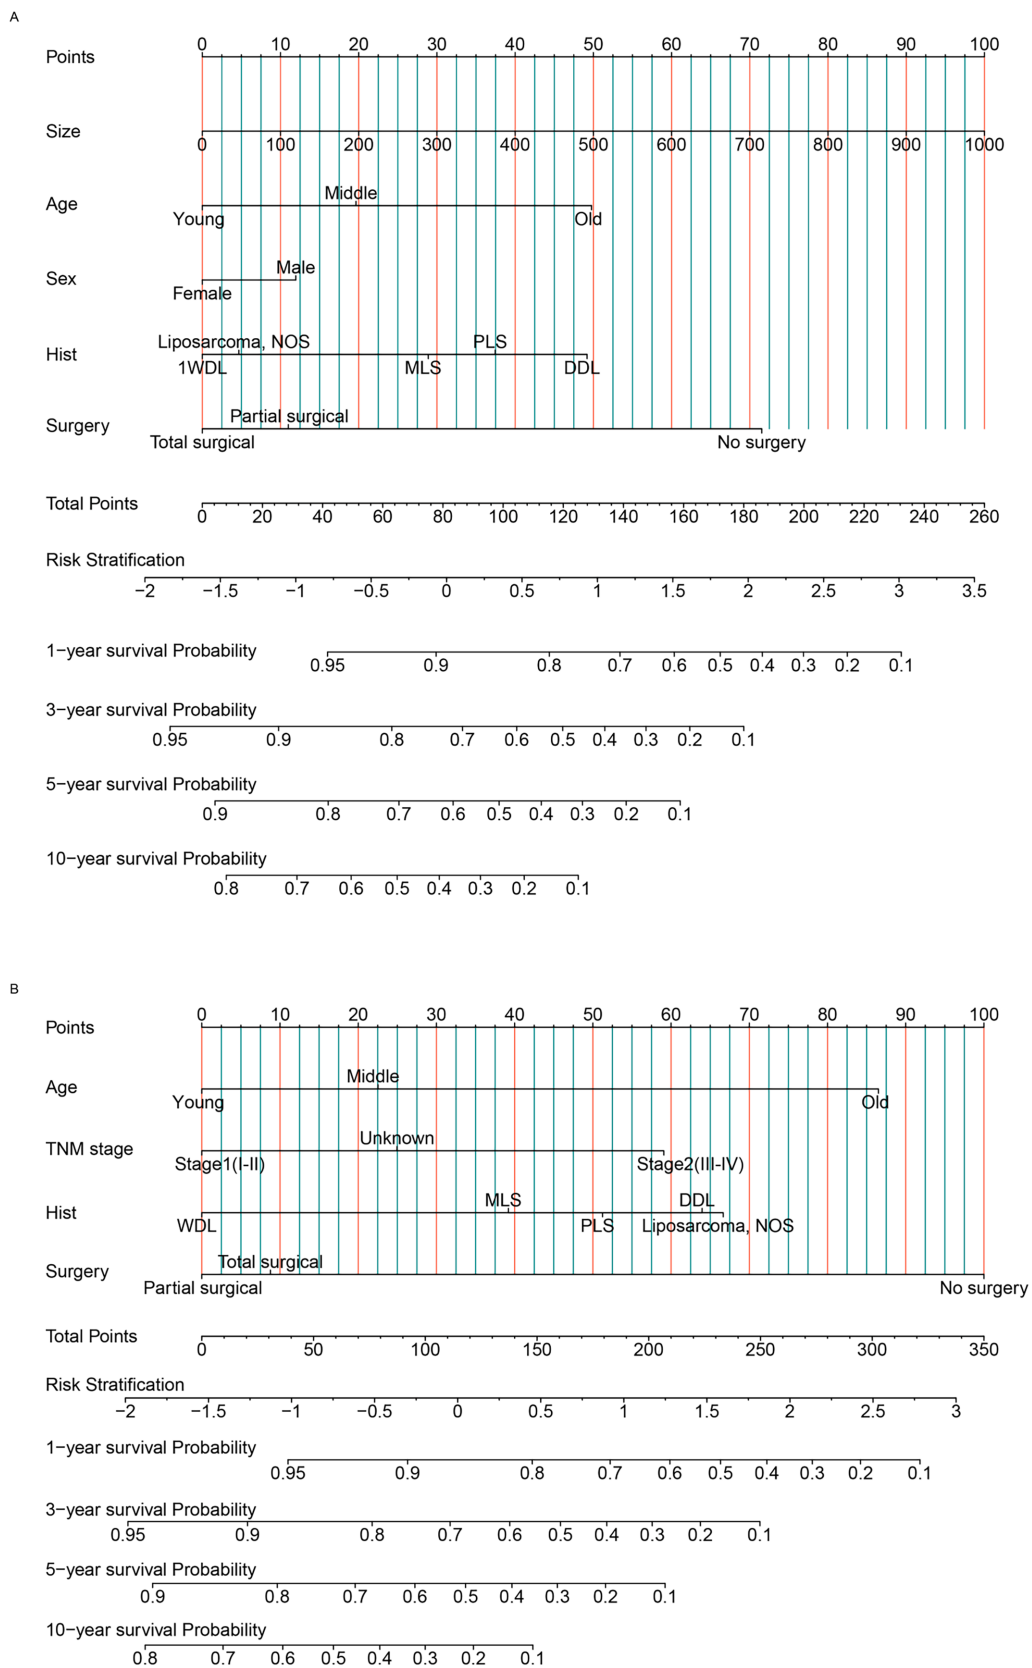 A
0 10 20 30 40 50 60 70 80 90 100
Points
Size
0 100 200 300 400 500 600 700 800 900 1000
Middle
Age
Young Old
Male
Sex
Female
Liposarcoma, NOS PLS
Hist
1WDL MLS DDL
Partial surgical
Surgery
Total surgical No surgery
Total Points
0 20 40 60 80 100 120 140 160 180 200 220 240 260
Risk Stratification
−2 −1.5 −1 −0.5 0 0.5 1 1.5 2 2.5 3 3.5
1−year survival Probability
0.95 0.9 0.8 0.7 0.6 0.5 0.4 0.3 0.2 0.1
3−year survival Probability
0.95 0.9 0.8 0.7 0.6 0.5 0.4 0.3 0.2 0.1
5−year survival Probability
0.9 0.8 0.7 0.6 0.5 0.4 0.3 0.2 0.1
10−year survival Probability
0.8 0.7 0.6 0.5 0.4 0.3 0.2 0.1
B
0 10 20 30 40 50 60 70 80 90 100
Points
Middle
Age
Young Old
Unknown
TNM stage
Stage1(I-II) Stage2(III-IV)
MLS DDL
Hist
WDL PLS Liposarcoma, NOS
Total surgical
Surgery
Partial surgical No surgery
Total Points
0 50 100 150 200 250 300 350
Risk Stratification
−2 −1.5 −1 −0.5 0 0.5 1 1.5 2 2.5 3
1−year survival Probability
0.95 0.9 0.8 0.7 0.6 0.5 0.4 0.3 0.2 0.1
3−year survival Probability
0.95 0.9 0.8 0.7 0.6 0.5 0.4 0.3 0.2 0.1
5−year survival Probability
0.9 0.8 0.7 0.6 0.5 0.4 0.3 0.2 0.1
10−year survival Probability
0.8 0.7 0.6 0.5 0.4 0.3 0.2 0.1